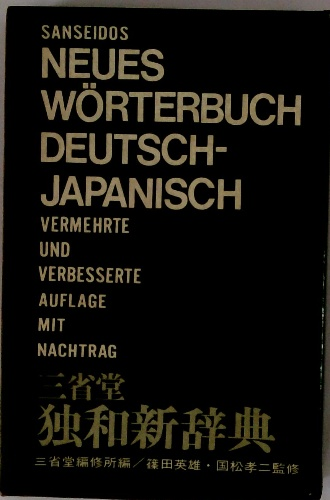 SANSEIDOS
NEUES
WÖRTERBUCH
DEUTSCH-
JAPANISCH
VERMEHRTE
UND
VERBESSERTE
AUFLAGE
MIT
NACHTRAG
三省堂
独和新辞典
三省堂編修所編/篠田英雄・国松孝二監修